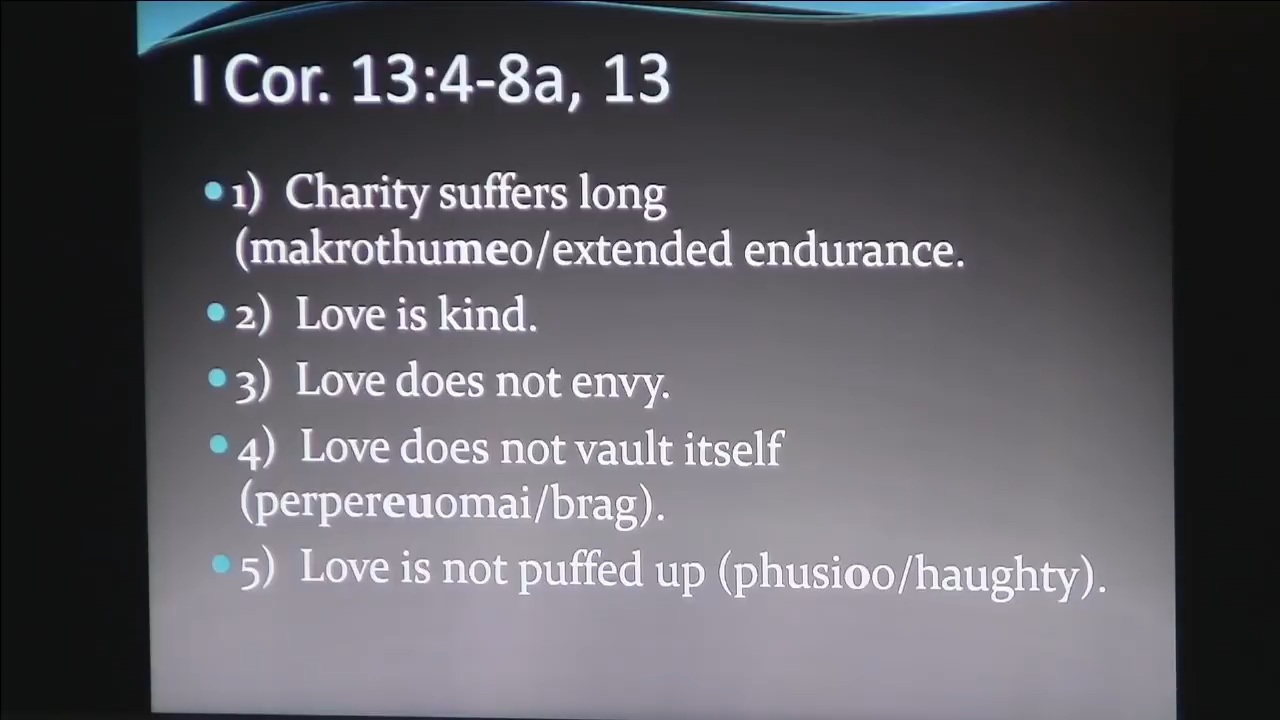 I Cor. 13:4-8a, 13
• 1) Charity suffers long
(makrothumeo/extended endurance.
• 2) Love is kind.
• 3) Love does not envy.
• 4) Love does not vault itself
(perpereuomai/brag).
• 5) Love is not puffed up (phusioo/haughty).